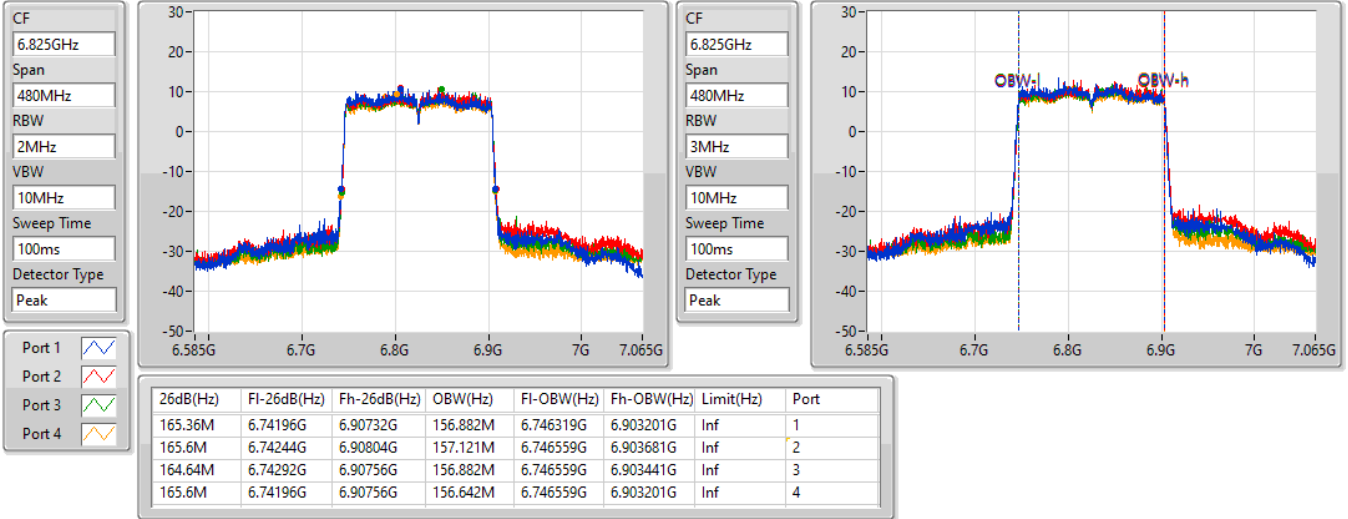 CF
6.825GHz
Span
480MHz
RBW
2MHz
VBW
10MHz
Sweep Time
100ms
Detector Type
Peak
30
20
10
0
-10
-20
-30
-40
-50
6.585G 6.7G 6.8G 6.9G 7G 7.065G
CF
6.825GHz
Span
480MHz
RBW
3MHz
VBW
10MHz
Sweep Time
100ms
Detector Type
Peak
30
20
10
0
-10
-20
-30
-40
-50
OBW-l OBW-h
6.585G 6.7G 6.8G 6.9G 7G 7.065G
Port 1
Port 2
Port 3
Port 4
26dB(Hz) Fl-26dB(Hz) Fh-26dB(Hz) OBW(Hz) Fl-OBW(Hz) Fh-OBW(Hz) Limit(Hz) Port
165.36M 6.74196G 6.90732G 156.882M 6.746319G 6.903201G Inf 1
165.6M 6.74244G 6.90804G 157.121M 6.746559G 6.903681G Inf 2
164.64M 6.74292G 6.90756G 156.882M 6.746559G 6.903441G Inf 3
165.6M 6.74196G 6.90756G 156.642M 6.746559G 6.903201G Inf 4